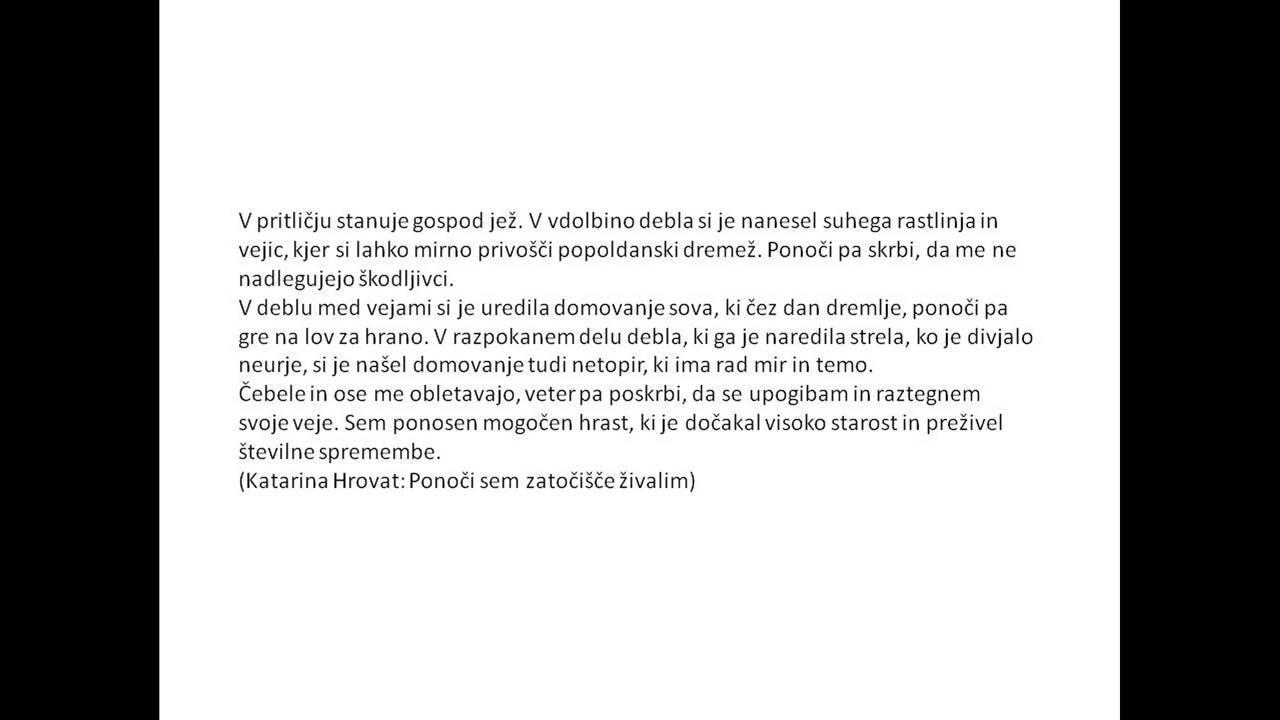 V pritličju stanuje gospod jež. V vdolbino debla si je nanesel suhega rastlinja in
vejic, kjer si lahko mirno privošči popoldanski dremež. Ponoči pa skrbi, da me ne
nadlegujejo škodljivci.
V deblu med vejami si je uredila domovanje sova, ki čez dan dremlje, ponoči pa
gre na lov za hrano. V razpokanem delu debla, ki ga je naredila strela, ko je divjalo
neurje, si je našel domovanje tudi netopir, ki ima rad mir in temo.
Čebele in ose me obletavajo, veter pa poskrbi, da se upogibam in raztegnem
svoje veje. Sem ponosen mogočen hrast, ki je dočakal visoko starost in preživel
številne spremembe.
(Katarina Hrovat: Ponoči sem zatočišče živalim)